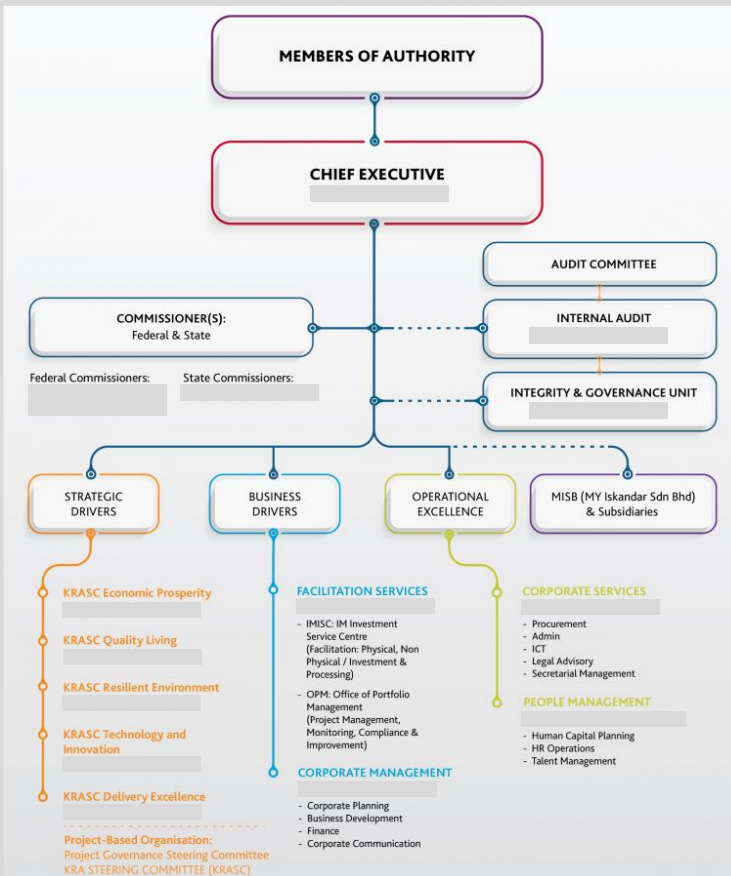 MEMBERS OF AUTHORITY
CHIEF EXECUTIVE
AUDIT COMMITTEE
COMMISSIONER(S):
Federal & State
INTERNAL AUDIT
Federal Commissioners:
State Commissioners:
INTEGRITY & GOVERNANCE UNIT
STRATEGIC
DRIVERS
BUSINESS
DRIVERS
OPERATIONAL
EXCELLENCE
MISB (MY Iskandar Sdn Bhd)
& Subsidiaries
KRASC Economic Prosperity
KRASC Quality Living
KRASC Resilient Environment
KRASC Technology and
Innovation
KRASC Delivery Excellence
Project-Based Organisation:
Project Governance Steering Committee
KRA STEERING COMMITTEE (KRASC)
FACILITATION SERVICES
- IMISC: IM Investment
Service Centre
(Facilitation: Physical, Non
Physical / Investment &
Processing)
- OPM: Office of Portfolio
Management
(Project Management,
Monitoring, Compliance &
Improvement)
CORPORATE MANAGEMENT
- Corporate Planning
- Business Development
- Finance
- Corporate Communication
CORPORATE SERVICES
- Procurement
- Admin
- ICT
- Legal Advisory
- Secretarial Management
PEOPLE MANAGEMENT
- Human Capital Planning
- HR Operations
- Talent Management